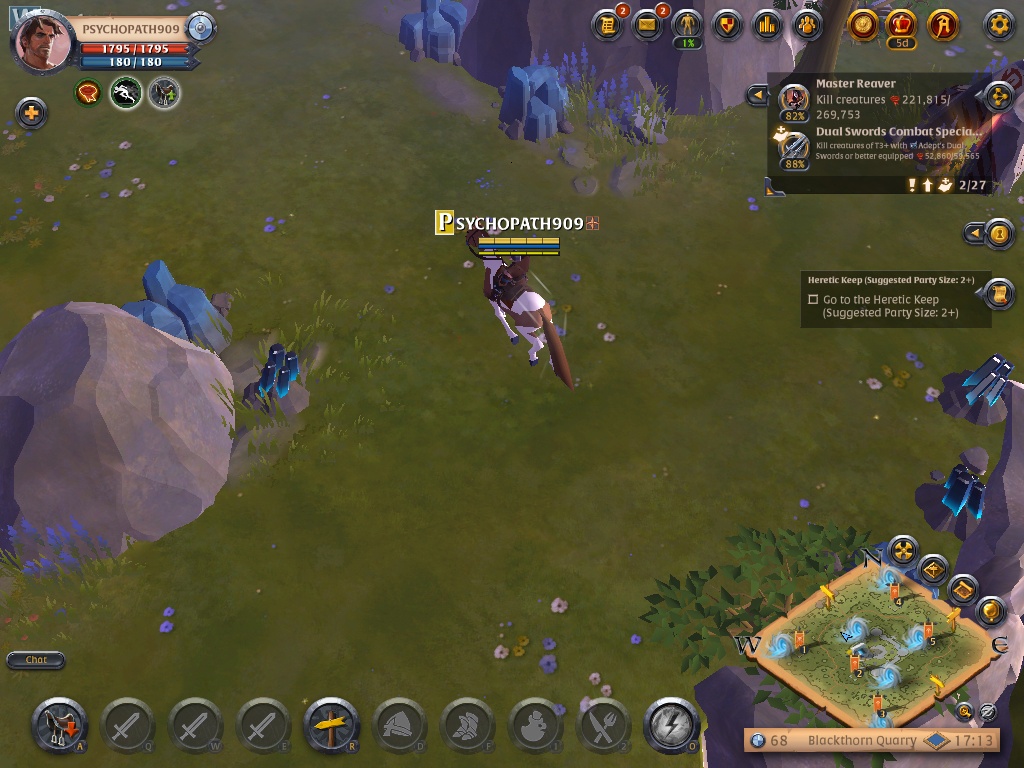 PSYCHOPATH909
1795 / 1795
180 / 180
2
2
1%
5d
Master Reaver
Kill creatures 221,815/
269,753
82%
Dual Swords Combat Specia...
Kill creatures of T3+ with Adept's Dual
Swords or better equipped 52,860/59,565
88%
2/27
PSYCHOPATH909
Heretic Keep (Suggested Party Size: 2+)
Go to the Heretic Keep
(Suggested Party Size: 2+)
N
W
E
4
1
5
2
3
Chat
A
Q
W
E
R
D
F
1
2
O
68 Blackthorn Quarry 17:13